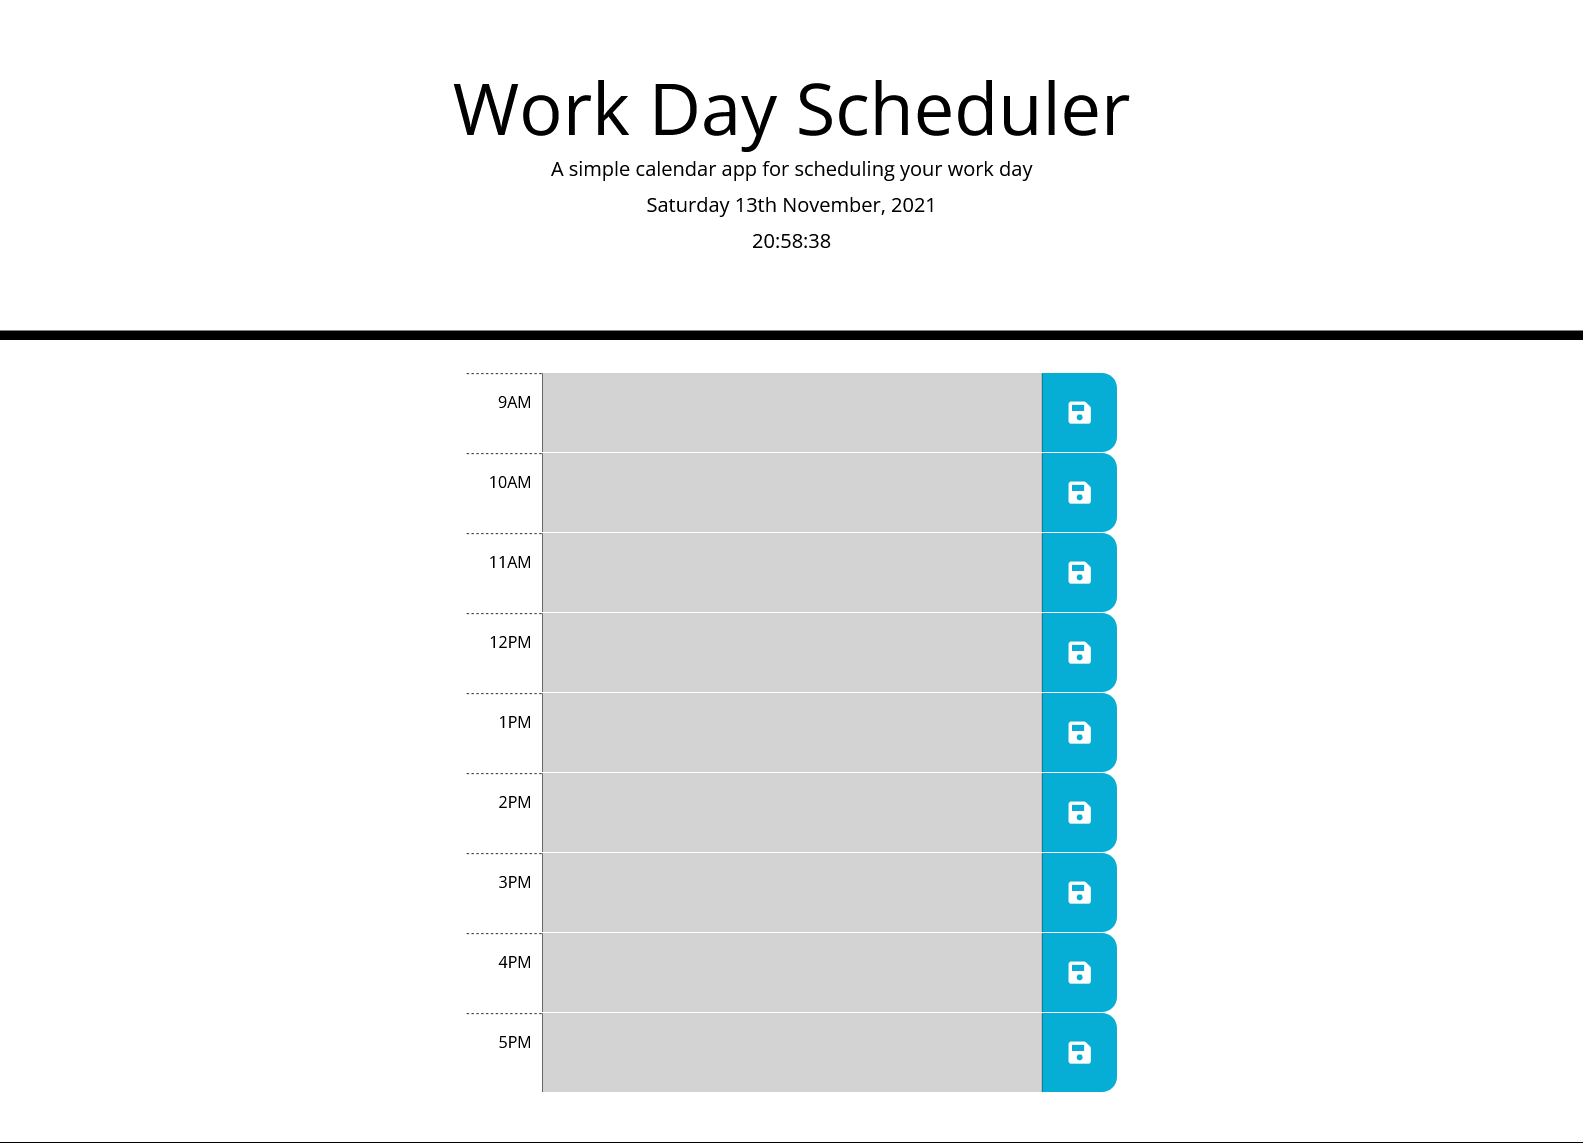 Work Day Scheduler
A simple calendar app for scheduling your work day
Saturday 13th November, 2021
20:58:38
9AM
10AM
11AM
12PM
1PM
2PM
3PM
4PM
5PM